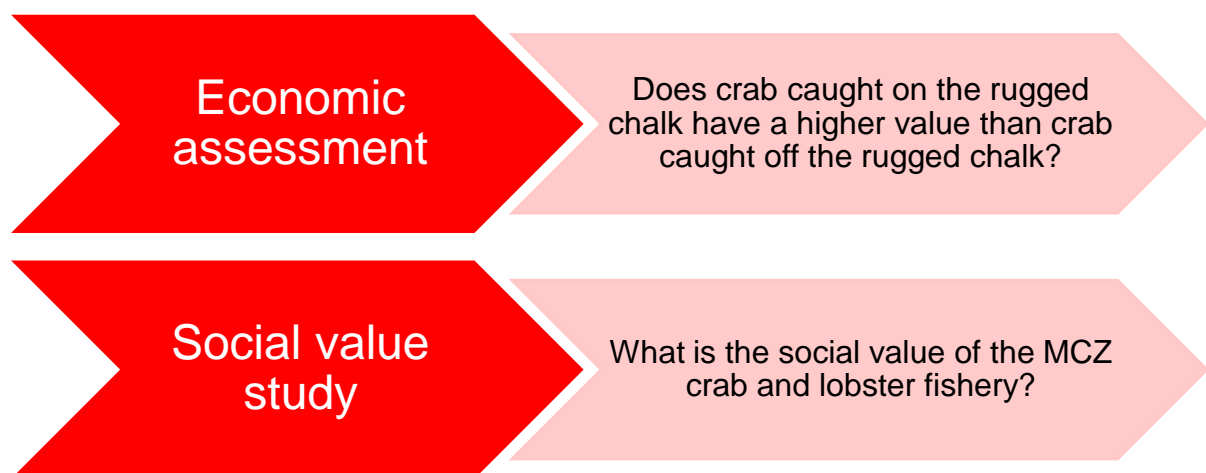 Economic
assessment
Does crab caught on the rugged
chalk have a higher value than crab
caught off the rugged chalk?
Social value
study
What is the social value of the MCZ
crab and lobster fishery?